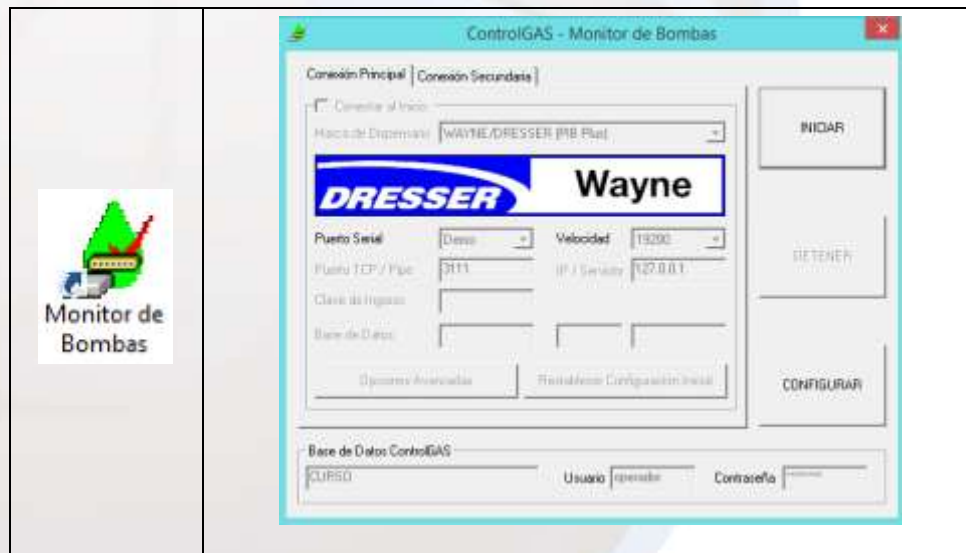 Monitor de
Bombas
ControlGAS - Monitor de Bombas
Conexión Principal Conexión Secundaria
Conectar al Inicio
Marca de Dispensario WAYNE/DRESSER (PIB Plus)
DRESSER Wayne
Puerto Serial Demo Velocidad 19200
Puerto TCP / Pipe 3111 IP / Servidor 127.0.0.1
Clave de Ingreso
Base de Datos
Opciones Avanzadas Restablecer Configuración Inicial
INICIAR
DETENER
CONFIGURAR
Base de Datos ControlGAS
CURSO Usuario operador Contraseña